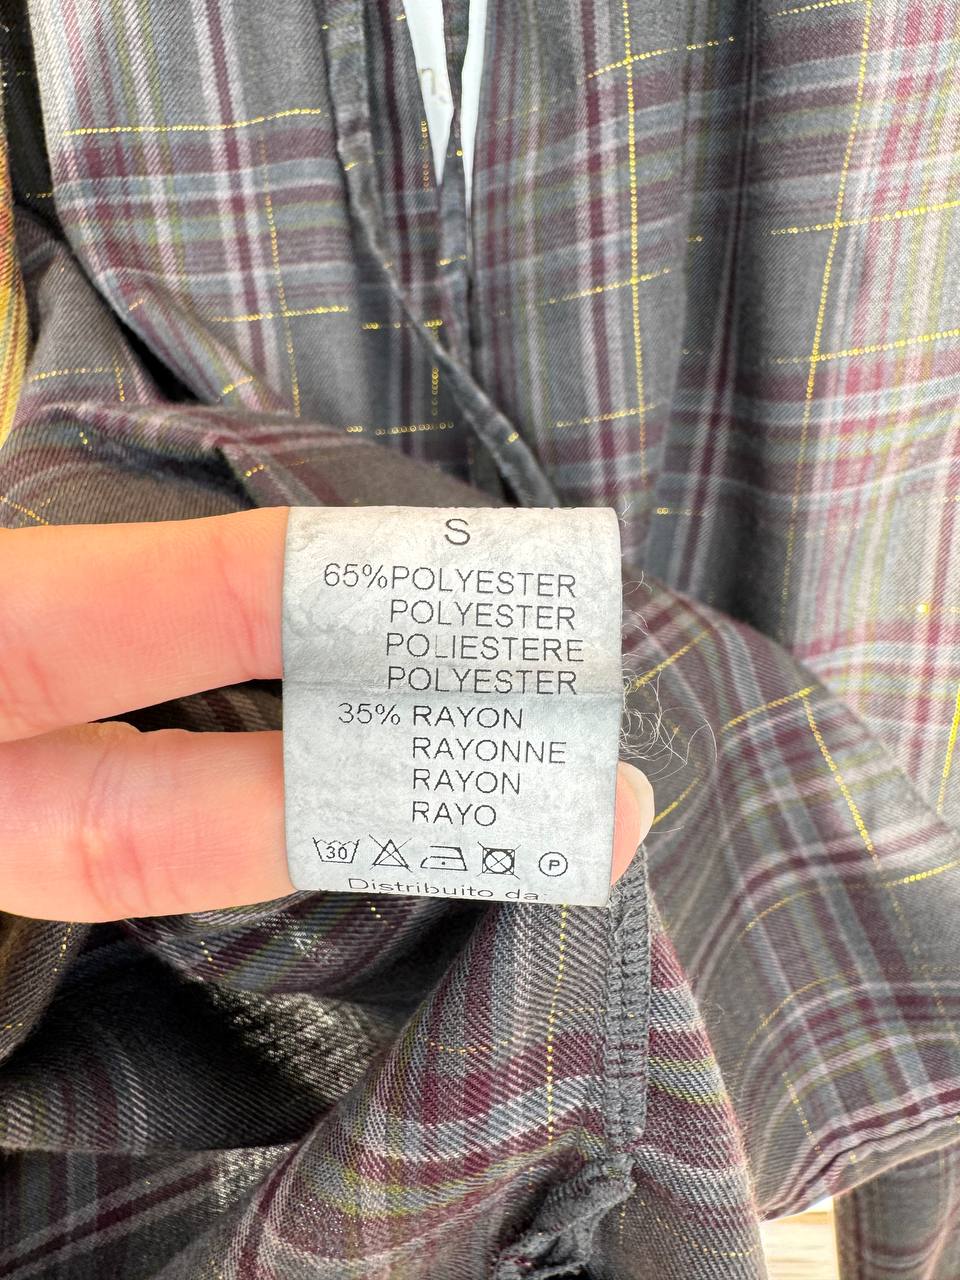 S
65%POLYESTER
POLYESTER
POLIESTERE
POLYESTER
35% RAYON
RAYONNE
RAYON
RAYO
30
P
Distribuito da: